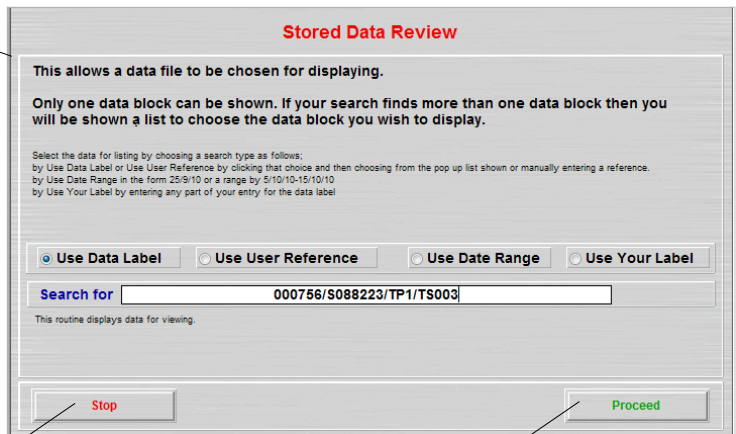 Stored Data Review
This allows a data file to be chosen for displaying.
Only one data block can be shown. If your search finds more than one data block then you
will be shown a list to choose the data block you wish to display.
Select the data for listing by choosing a search type as follows;
by Use Data Label or Use User Reference by clicking that choice and then choosing from the pop up list shown or manually entering a reference.
by Use Date Range in the form 25/9/10 or a range by 5/10/10-15/10/10
by Use Your Label by entering any part of your entry for the data label
Use Data Label Use User Reference Use Date Range Use Your Label
Search for 000756/S088223/TP1/TS003
This routine displays data for viewing.
Stop Proceed